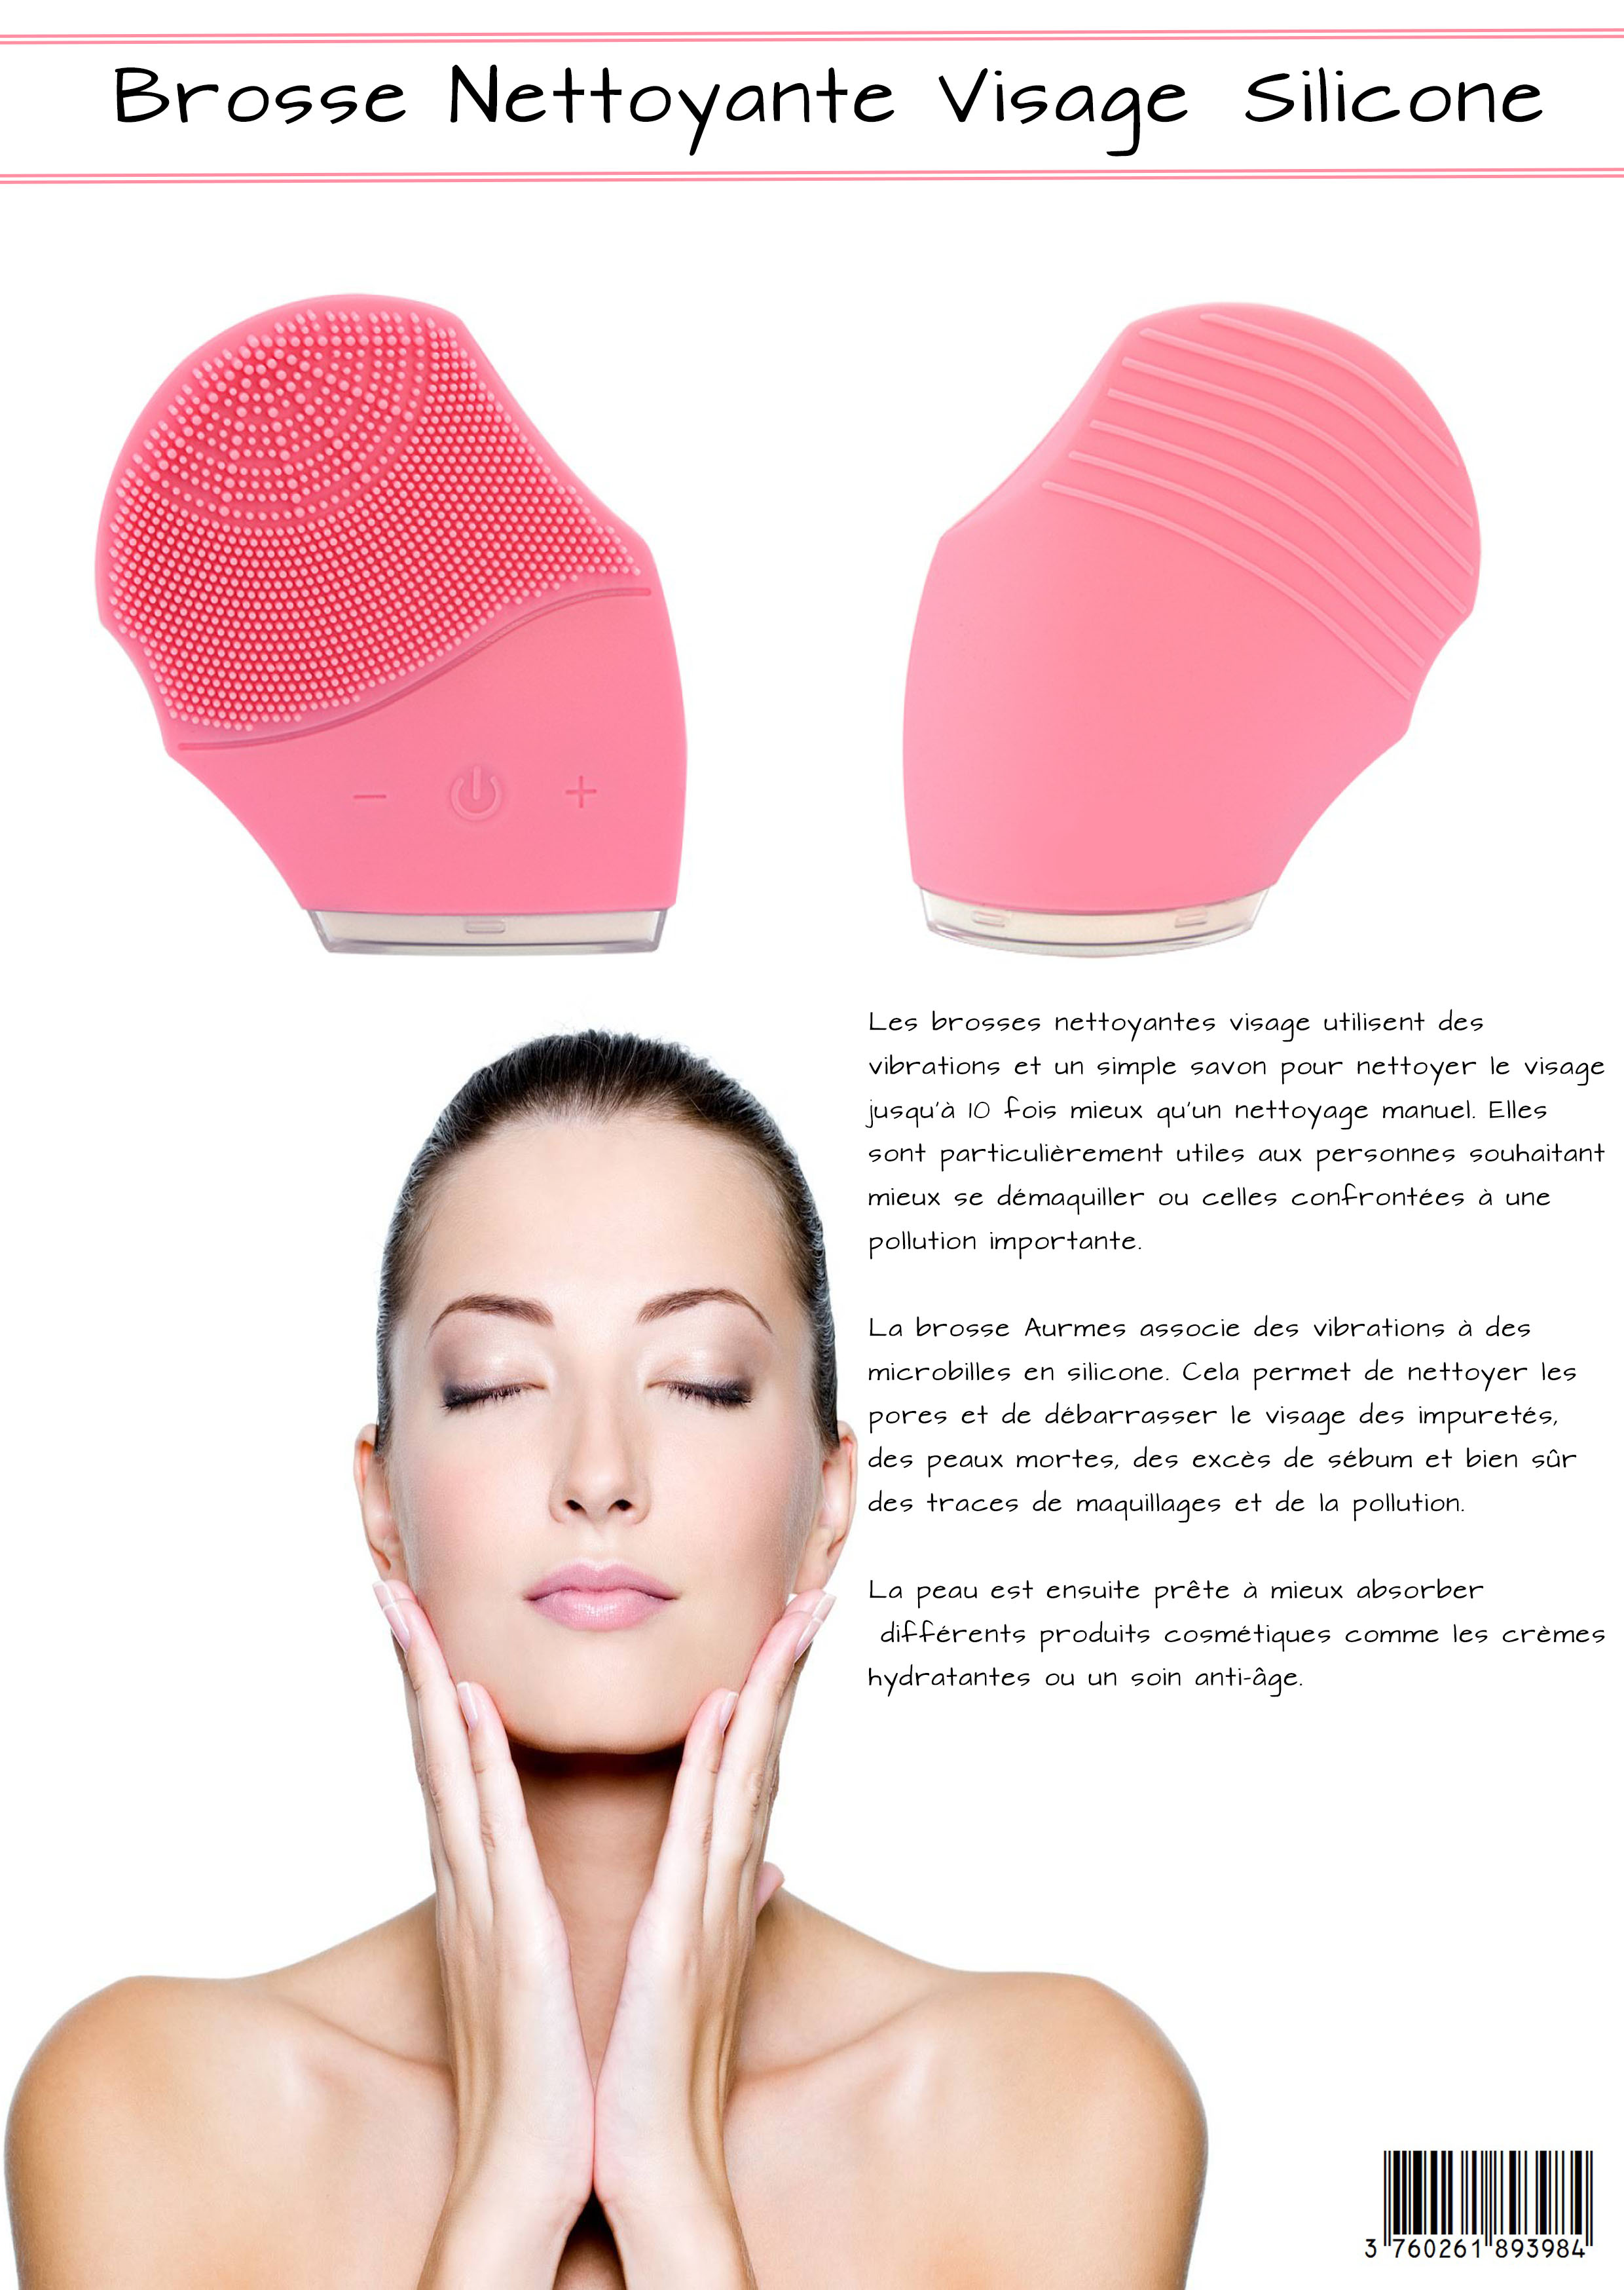 Brosse Nettoyante Visage Silicone
Les brosses nettoyantes visage utilisent des
vibrations et un simple savon pour nettoyer le visage
jusqu'à 10 fois mieux qu'un nettoyage manuel. Elles
sont particulièrement utiles aux personnes souhaitant
mieux se démaquiller ou celles confrontées à une
pollution importante.
La brosse Aurmes associe des vibrations à des
microbilles en silicone. Cela permet de nettoyer les
pores et de débarrasser le visage des impuretés,
des peaux mortes, des excès de sébum et bien sûr
des traces de maquillages et de la pollution.
La peau est ensuite prête à mieux absorber
différents produits cosmétiques comme les crèmes
hydratantes ou un soin anti-âge.
3 760261 893984